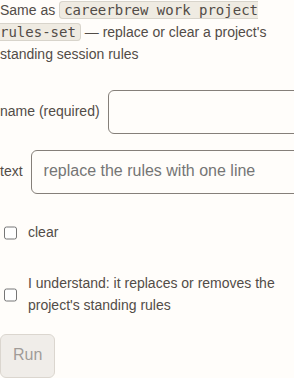 Same as careerbrew work project
rules-set — replace or clear a project's
standing session rules
name (required)
text replace the rules with one line
clear
I understand: it replaces or removes the
project's standing rules
Run